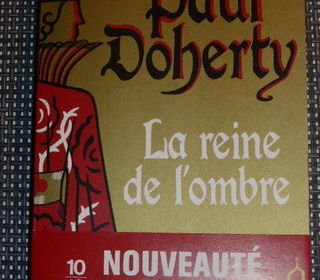 Paul
Doherty
La reine
de l'ombre
10
NOUVEAUTÉ